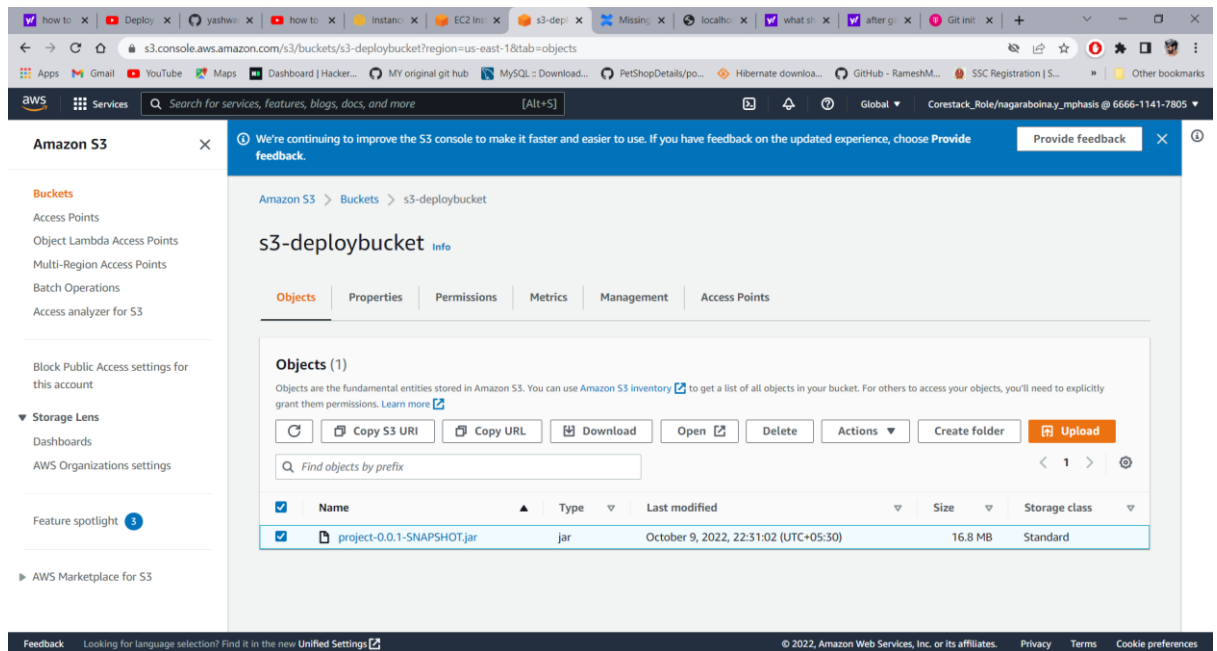 how to
Deploy
yashwa
how to
Instanc
EC2 Ins
s3-depl
Missing
localho
what sh
after gi
Git init
s3.console.aws.amazon.com/s3/buckets/s3-deploybucket?region=us-east-1&tab=objects
Apps Gmail YouTube Maps Dashboard | Hacker... MY original git hub MySQL :: Download... PetShopDetails/po... Hibernate downloa... GitHub - RameshM... SSC Registration | S... » Other bookmarks
aws Services Search for services, features, blogs, docs, and more [Alt+S] Global ▼ Corestack_Role/nagaraboina.y_mphasis @ 6666-1141-7805 ▼
Amazon S3
Buckets
Access Points
Object Lambda Access Points
Multi-Region Access Points
Batch Operations
Access analyzer for S3
Block Public Access settings for
this account
Storage Lens
Dashboards
AWS Organizations settings
Feature spotlight 3
AWS Marketplace for S3
We're continuing to improve the S3 console to make it faster and easier to use. If you have feedback on the updated experience, choose Provide
feedback.
Provide feedback
Amazon S3 > Buckets > s3-deploybucket
s3-deploybucket Info
Objects Properties Permissions Metrics Management Access Points
Objects (1)
Objects are the fundamental entities stored in Amazon S3. You can use Amazon S3 inventory to get a list of all objects in your bucket. For others to access your objects, you'll need to explicitly
grant them permissions. Learn more
Copy S3 URI Copy URL Download Open Delete Actions ▼ Create folder Upload
Find objects by prefix
< 1 >
Name Type Last modified Size Storage class
project-0.0.1-SNAPSHOT.jar jar October 9, 2022, 22:31:02 (UTC+05:30) 16.8 MB Standard
Feedback Looking for language selection? Find it in the new Unified Settings © 2022, Amazon Web Services, Inc. or its affiliates. Privacy Terms Cookie preferences